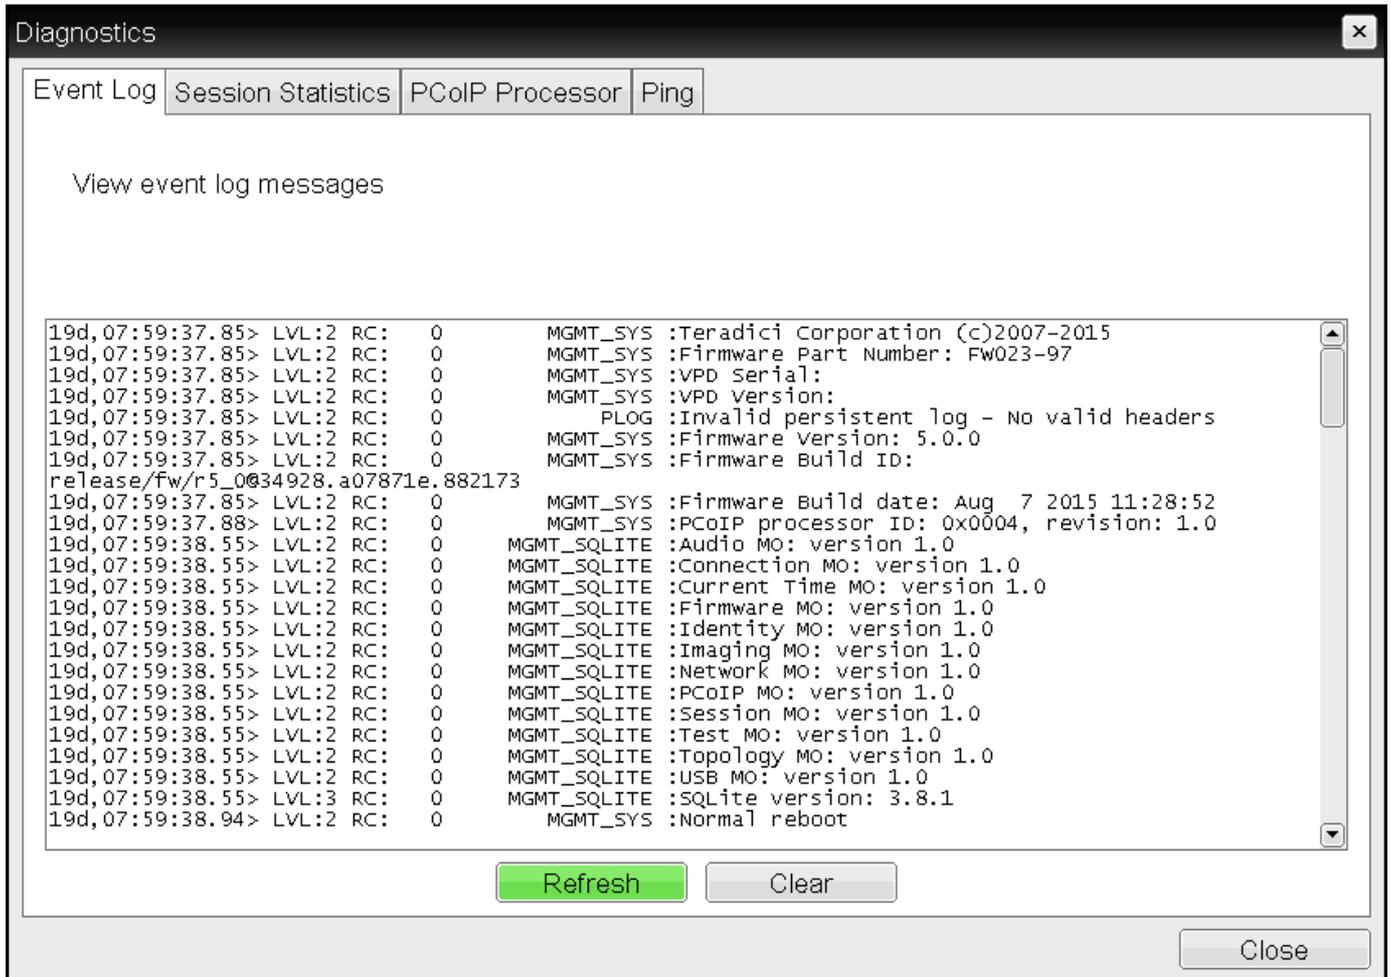 Diagnostics
Event Log Session Statistics PCoIP Processor Ping
View event log messages
19d,07:59:37.85> LVL:2 RC: 0 MGMT_SYS :Teradici Corporation (c)2007-2015
19d,07:59:37.85> LVL:2 RC: 0 MGMT_SYS :Firmware Part Number: FW023-97
19d,07:59:37.85> LVL:2 RC: 0 MGMT_SYS :VPD Serial:
19d,07:59:37.85> LVL:2 RC: 0 MGMT_SYS :VPD Version:
19d,07:59:37.85> LVL:2 RC: 0 PLOG :Invalid persistent log - No valid headers
19d,07:59:37.85> LVL:2 RC: 0 MGMT_SYS :Firmware Version: 5.0.0
19d,07:59:37.85> LVL:2 RC: 0 MGMT_SYS :Firmware Build ID:
release/fw/r5_0@34928.a07871e.882173
19d,07:59:37.85> LVL:2 RC: 0 MGMT_SYS :Firmware Build date: Aug 7 2015 11:28:52
19d,07:59:37.88> LVL:2 RC: 0 MGMT_SYS :PCoIP processor ID: 0x0004, revision: 1.0
19d,07:59:38.55> LVL:2 RC: 0 MGMT_SQLITE :Audio MO: version 1.0
19d,07:59:38.55> LVL:2 RC: 0 MGMT_SQLITE :Connection MO: version 1.0
19d,07:59:38.55> LVL:2 RC: 0 MGMT_SQLITE :Current Time MO: version 1.0
19d,07:59:38.55> LVL:2 RC: 0 MGMT_SQLITE :Firmware MO: version 1.0
19d,07:59:38.55> LVL:2 RC: 0 MGMT_SQLITE :Identity MO: version 1.0
19d,07:59:38.55> LVL:2 RC: 0 MGMT_SQLITE :Imaging MO: version 1.0
19d,07:59:38.55> LVL:2 RC: 0 MGMT_SQLITE :Network MO: version 1.0
19d,07:59:38.55> LVL:2 RC: 0 MGMT_SQLITE :PCoIP MO: version 1.0
19d,07:59:38.55> LVL:2 RC: 0 MGMT_SQLITE :Session MO: version 1.0
19d,07:59:38.55> LVL:2 RC: 0 MGMT_SQLITE :Test MO: version 1.0
19d,07:59:38.55> LVL:2 RC: 0 MGMT_SQLITE :Topology MO: version 1.0
19d,07:59:38.55> LVL:2 RC: 0 MGMT_SQLITE :USB MO: version 1.0
19d,07:59:38.55> LVL:3 RC: 0 MGMT_SQLITE :SQLite version: 3.8.1
19d,07:59:38.94> LVL:2 RC: 0 MGMT_SYS :Normal reboot
Refresh Clear
Close